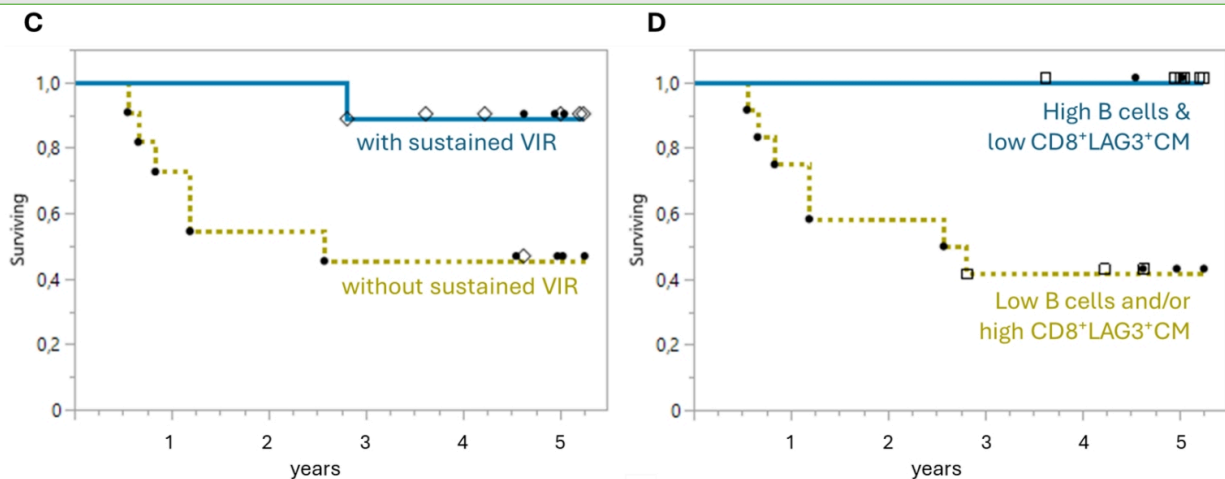 C
Surviving
1,0
0,8
0,6
0,4
0,2
0
with sustained VIR
without sustained VIR
1 2 3 4 5
years
D
Surviving
1,0
0,8
0,6
0,4
0,2
0
High B cells &
low CD8⁺LAG3⁺CM
Low B cells and/or
high CD8⁺LAG3⁺CM
1 2 3 4 5
years